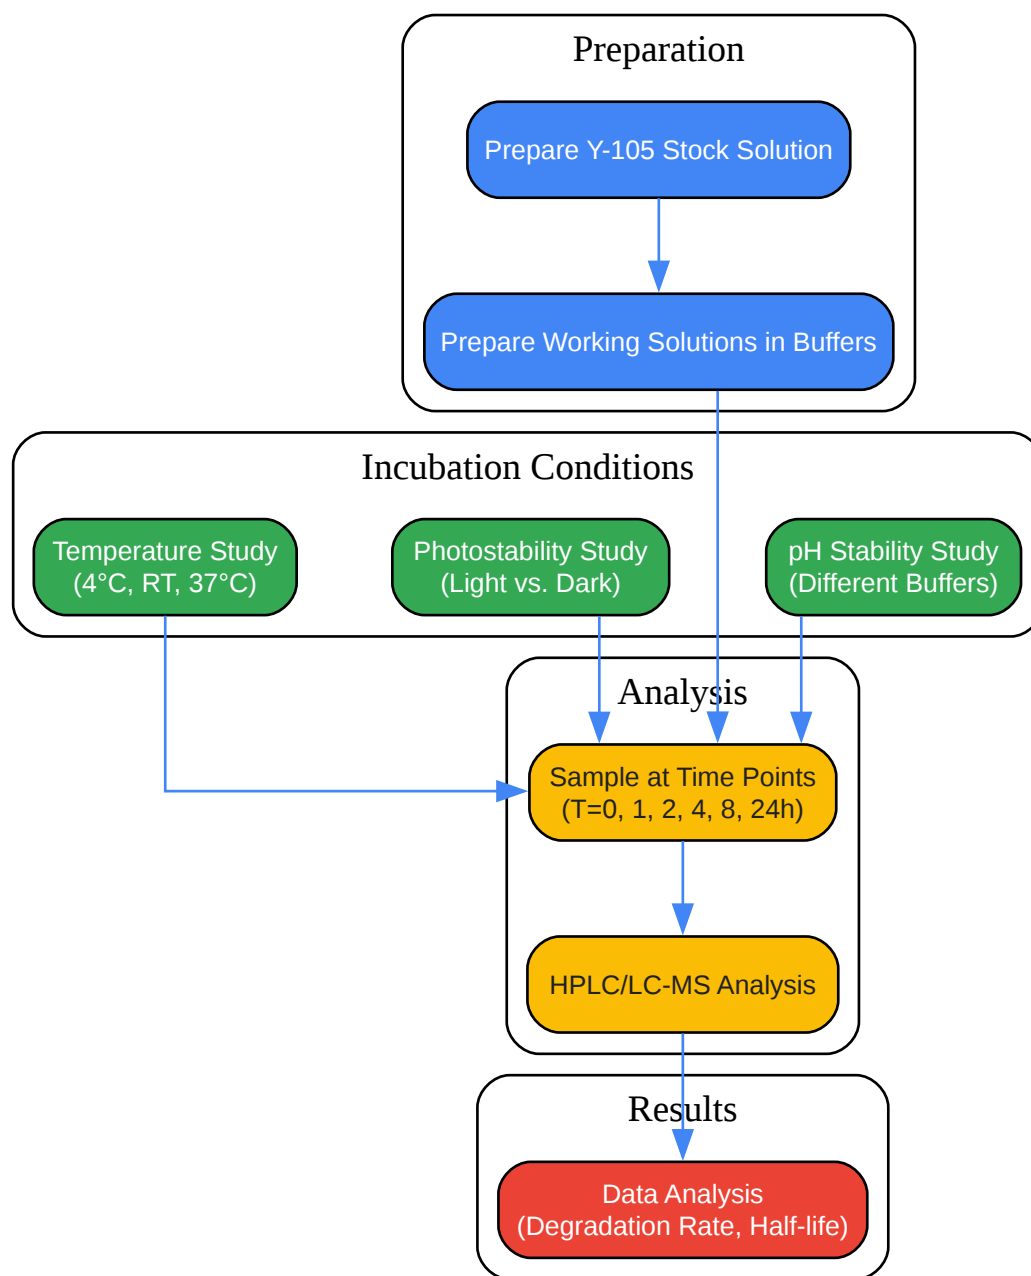 Preparation
Prepare Y-105 Stock Solution
Prepare Working Solutions in Buffers
Incubation Conditions
Temperature Study
(4°C, RT, 37°C)
Photostability Study
(Light vs. Dark)
pH Stability Study
(Different Buffers)
Analysis
Sample at Time Points
(T=0, 1, 2, 4, 8, 24h)
HPLC/LC-MS Analysis
Results
Data Analysis
(Degradation Rate, Half-life)